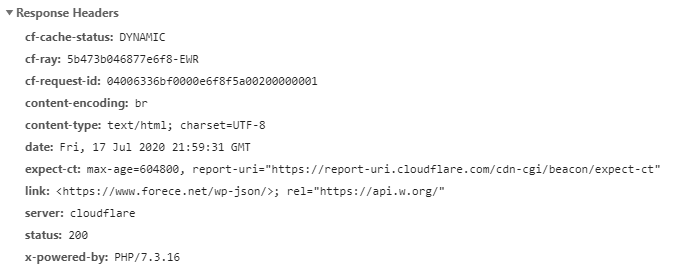 Response Headers
cf-cache-status: DYNAMIC
cf-ray: 5b473b046877e6f8-EWR
cf-request-id: 04006336bf0000e6f8f5a00200000001
content-encoding: br
content-type: text/html; charset=UTF-8
date: Fri, 17 Jul 2020 21:59:31 GMT
expect-ct: max-age=604800, report-uri="https://report-uri.cloudflare.com/cdn-cgi/beacon/expect-ct"
link: <https://www.forece.net/wp-json/>; rel="https://api.w.org/"
server: cloudflare
status: 200
x-powered-by: PHP/7.3.16